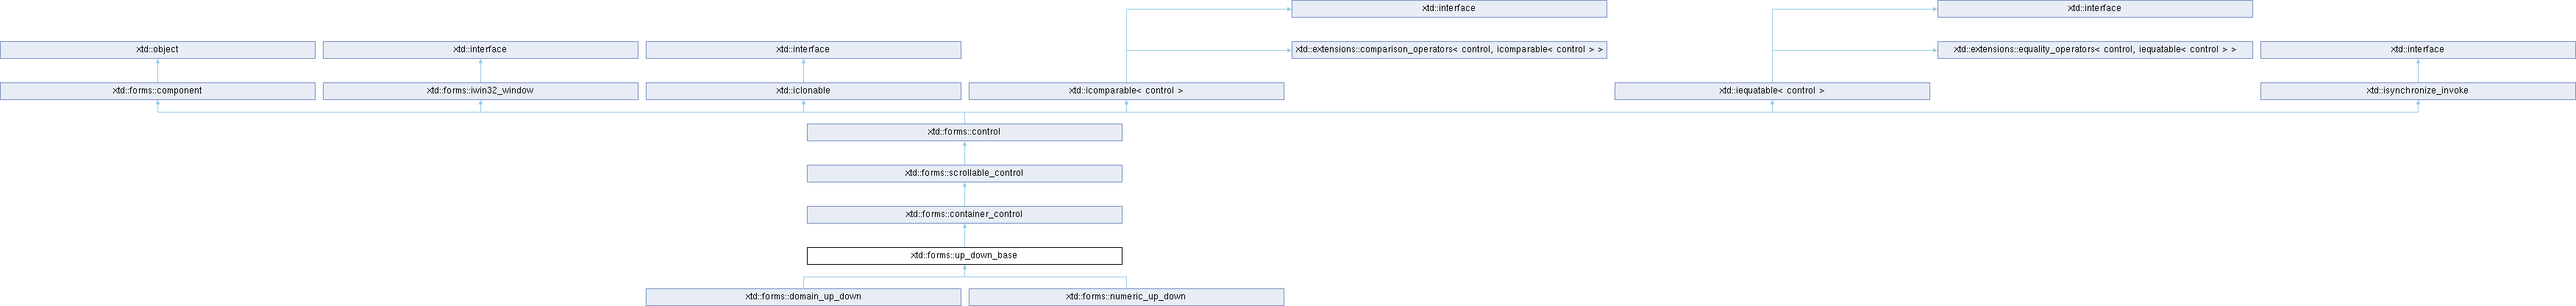 xtd::interface
xtd::interface
xtd::object
xtd::interface
xtd::interface
xtd::extensions::comparison_operators< control, icomparable< control > >
xtd::extensions::equality_operators< control, iequatable< control > >
xtd::interface
xtd::forms::component
xtd::forms::iwin32_window
xtd::iclonable
xtd::icomparable< control >
xtd::iequatable< control >
xtd::isynchronize_invoke
xtd::forms::control
xtd::forms::scrollable_control
xtd::forms::container_control
xtd::forms::up_down_base
xtd::forms::domain_up_down
xtd::forms::numeric_up_down